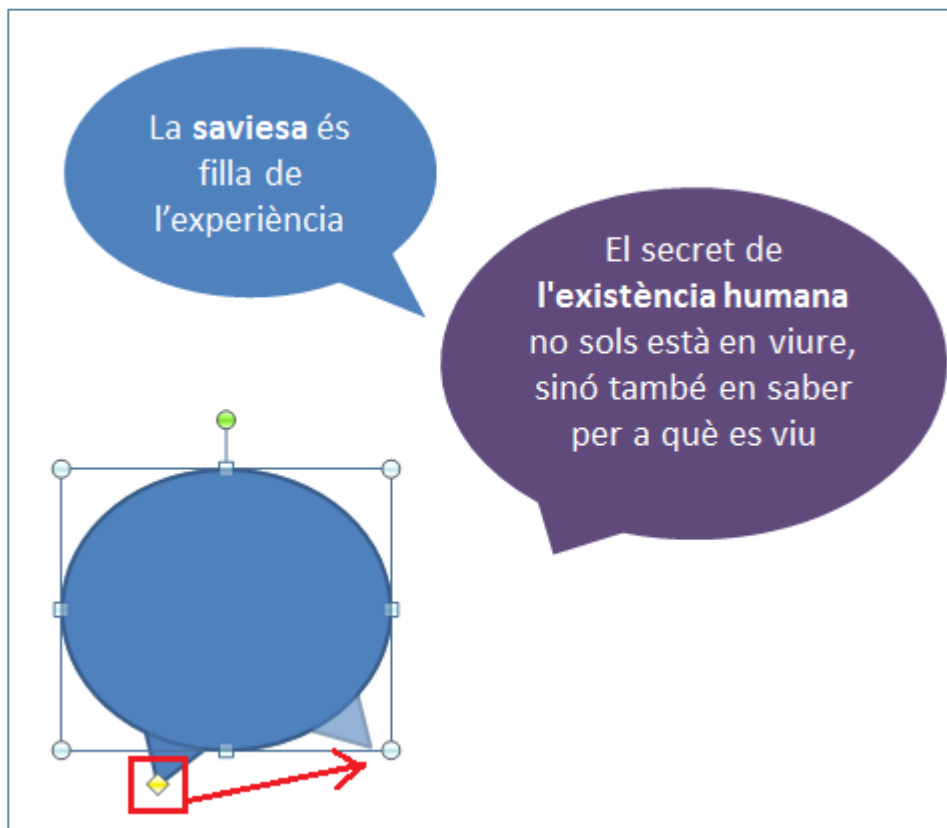 La saviesa és
filla de
l’experiència
El secret de
l'existència humana
no sols està en viure,
sinó també en saber
per a què es viu